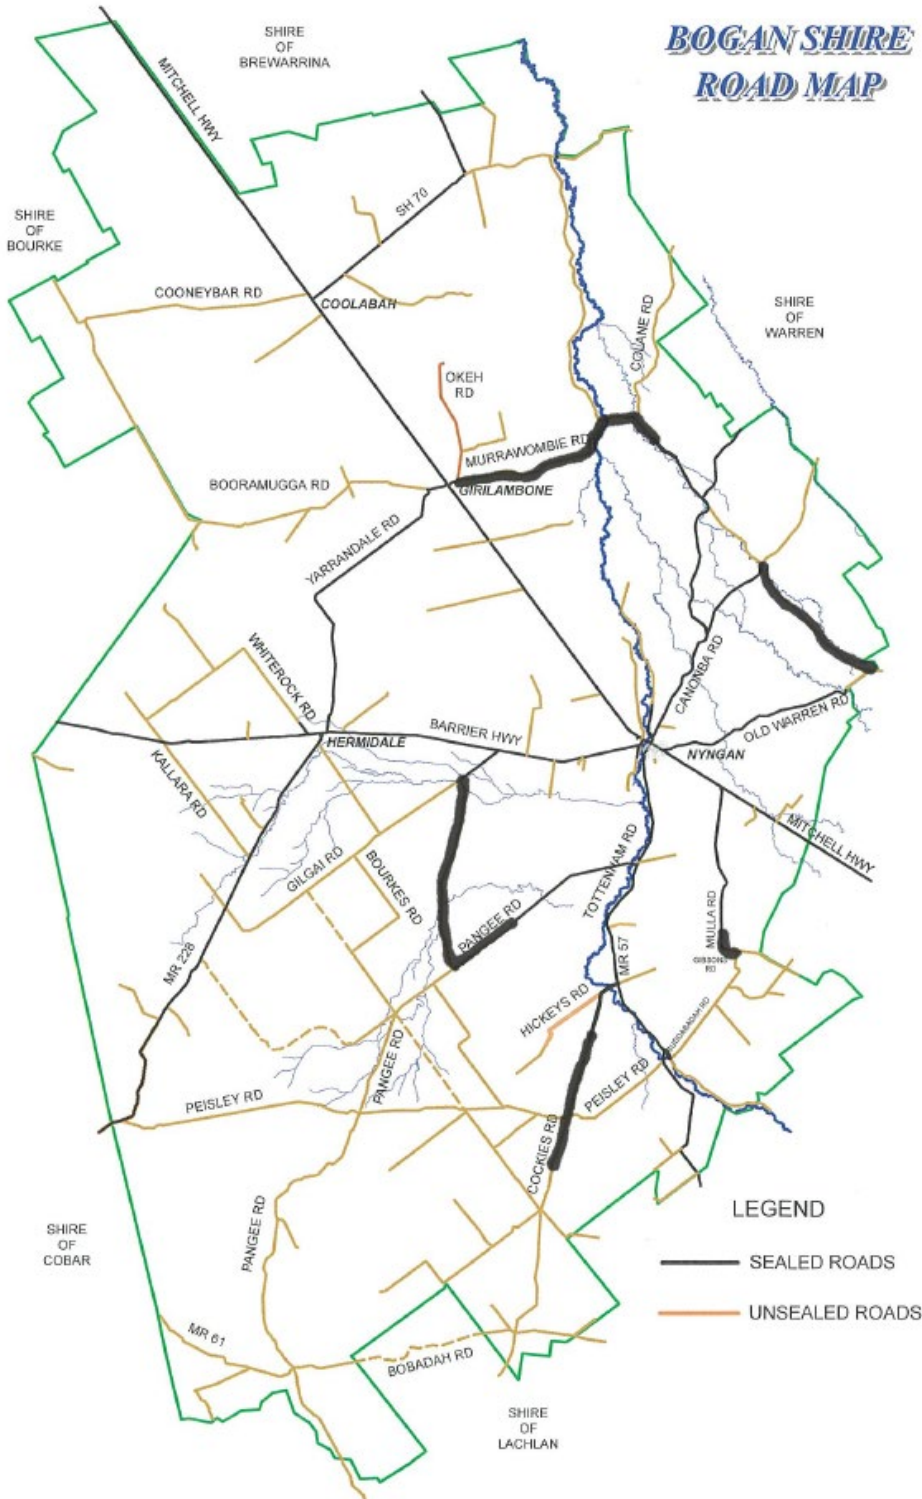 BOGAN SHIRE
ROAD MAP
SHIRE
OF
BREWARRINA
MITCHELL HWY
SH 70
SHIRE
OF
BOURKE
COONEYBAR RD
COOLABAH
COLANE RD
SHIRE
OF
WARREN
OKEH
RD
MURRAWOMBIE RD
BOORAMUGGA RD
GIRILAMBONE
YARRANDALE RD
WHITEROCK RD
CANONBA RD
OLD WARREN RD
BARRIER HWY
HERMIDALE
NYNGAN
KALLARA RD
MITCHELL HWY
TOTTENHAM RD
GILGAI RD
BOURKES RD
PANGEE RD
MULLA RD
MR 228
MR 57
GIBSONS
RD
HICKEYS RD
BUDDABADAH RD
PANGEE RD
PEISLEY RD
PEISLEY RD
COCKIES RD
PANGEE RD
LEGEND
SHIRE
OF
COBAR
SEALED ROADS
UNSEALED ROADS
MR 61
BOBADAH RD
SHIRE
OF
LACHLAN